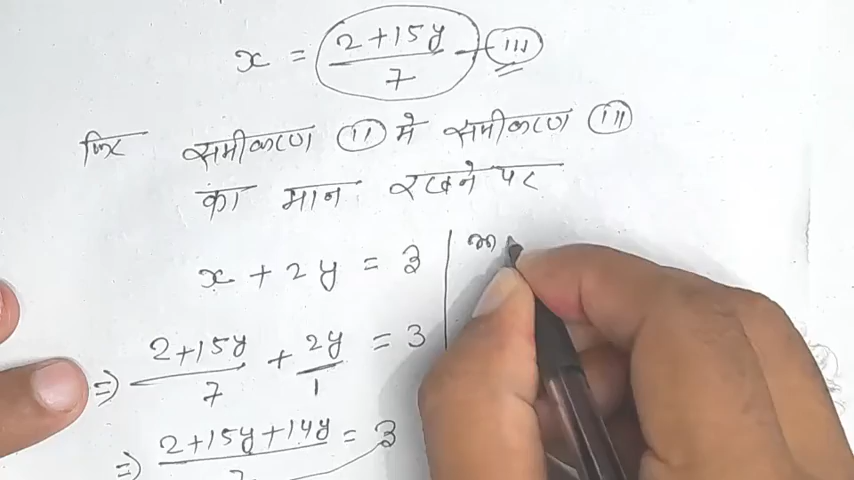 x = 2+15y/7 — (III)
फिर समीकरण (II) मे समीकरण (III)
का मान रखने पर
x + 2y = 3
⇒ 2+15y/7 + 2y/1 = 3
⇒ 2+15y+14y/7 = 3